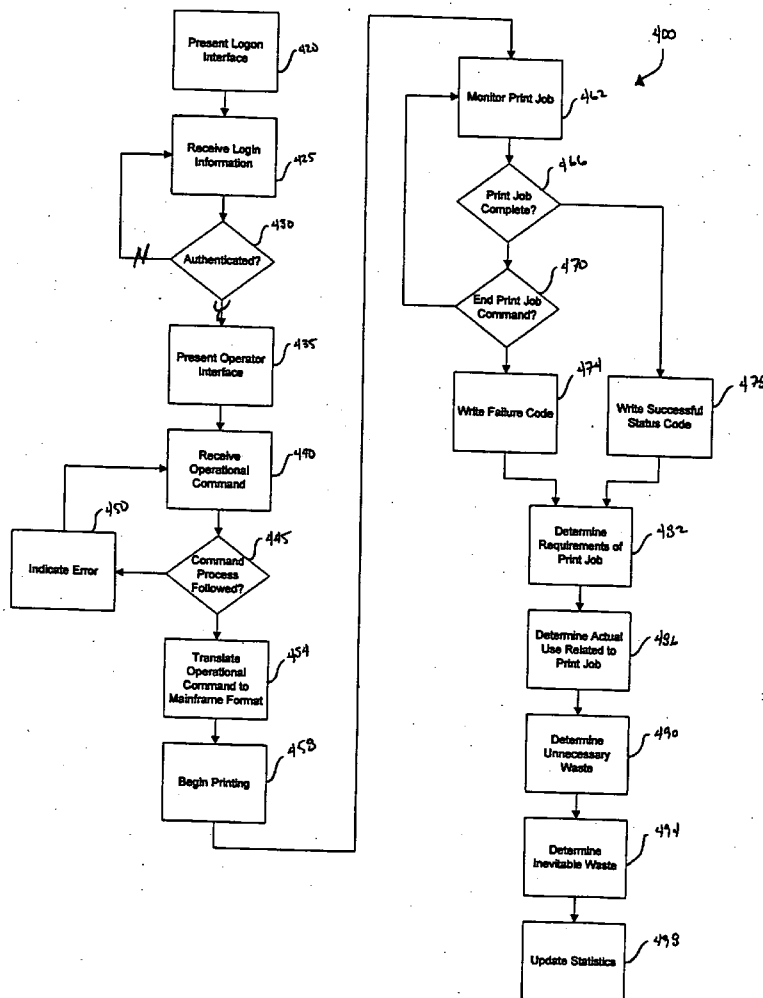 Present Logon
Interface
420
Receive Login
Information
425
430
Authenticated?
N
Y
Present Operator
Interface
435
Receive
Operational
Command
440
450
Indicate Error
445
Command
Process
Followed?
Translate
Operational
Command to
Mainframe Format
454
Begin Printing
458
400
Monitor Print Job
462
466
Print Job
Complete?
470
End Print Job
Command?
474
Write Failure Code
478
Write Successful
Status Code
Determine
Requirements of
Print Job
482
Determine Actual
Use Related to
Print Job
486
Determine
Unnecessary
Waste
490
Determine
Inevitable Waste
494
Update Statistics
498